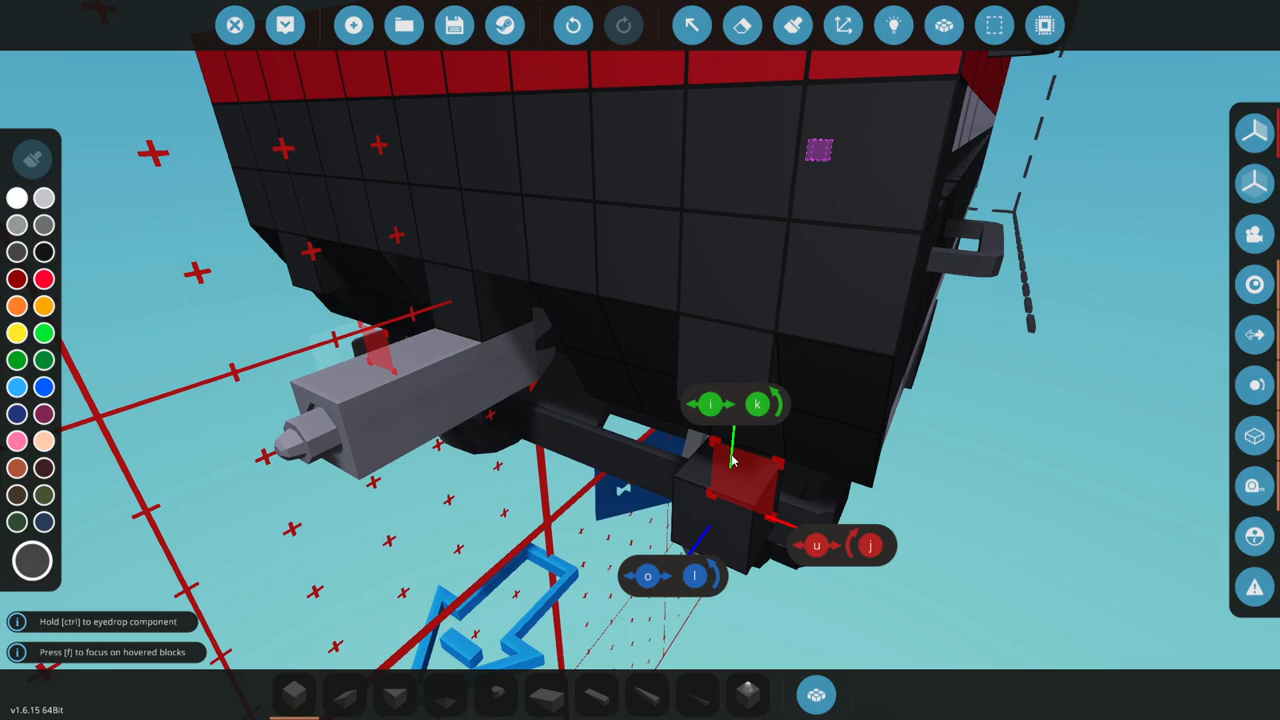 i k
u j
o l
Hold [ctrl] to eyedrop component
Press [f] to focus on hovered blocks
v1.6.15 64Bit